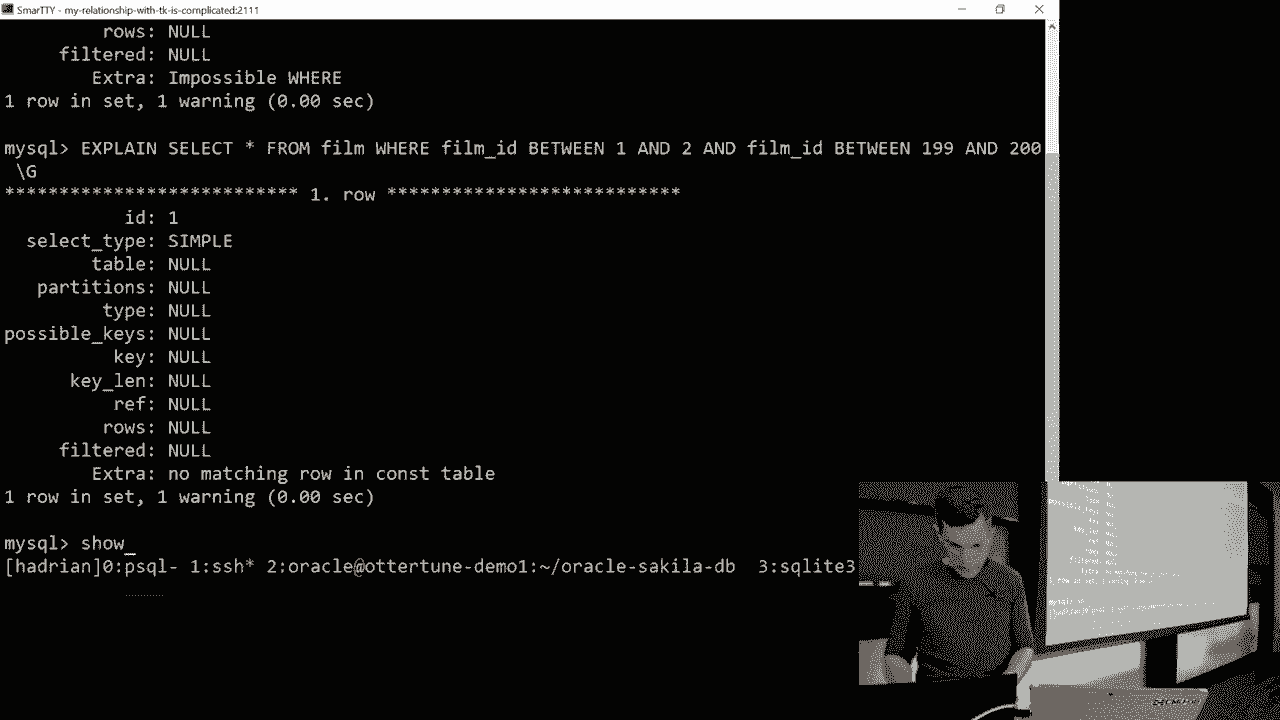 SmarTTY - my-relationship-with-tk-is-complicated:2111
rows: NULL
filtered: NULL
Extra: Impossible WHERE
1 row in set, 1 warning (0.00 sec)
mysql> EXPLAIN SELECT * FROM film WHERE film_id BETWEEN 1 AND 2 AND film_id BETWEEN 199 AND 200
\G
*************************** 1. row ***************************
id: 1
select_type: SIMPLE
table: NULL
partitions: NULL
type: NULL
possible_keys: NULL
key: NULL
key_len: NULL
ref: NULL
rows: NULL
filtered: NULL
Extra: no matching row in const table
1 row in set, 1 warning (0.00 sec)
mysql> show_
[hadrian]0:psql- 1:ssh* 2:oracle@ottertune-demo1:~/oracle-sakila-db  3:sqlite3